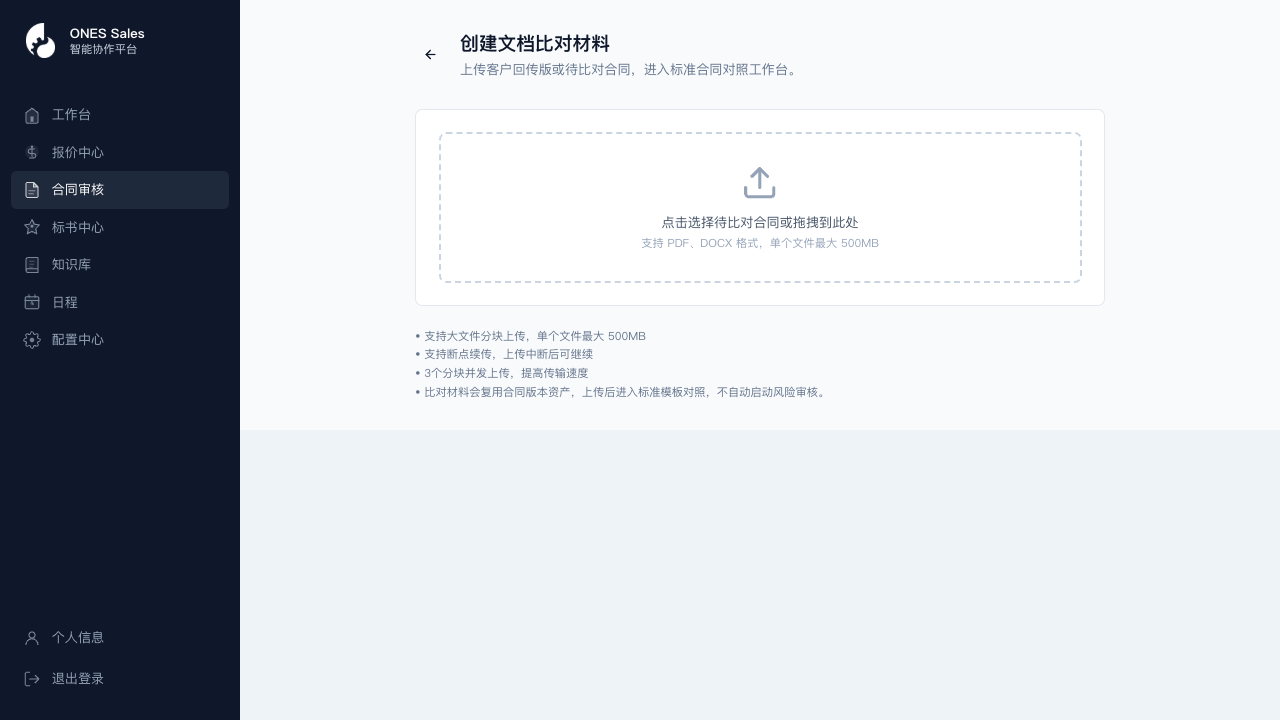 ONES Sales
智能协作平台
工作台
报价中心
合同审核
标书中心
知识库
日程
配置中心
个人信息
退出登录
创建文档比对材料
上传客户回传版或待比对合同，进入标准合同对照工作台。
点击选择待比对合同或拖拽到此处
支持 PDF、DOCX 格式，单个文件最大 500MB
• 支持大文件分块上传，单个文件最大 500MB
• 支持断点续传，上传中断后可继续
• 3个分块并发上传，提高传输速度
• 比对材料会复用合同版本资产，上传后进入标准模板对照，不自动启动风险审核。